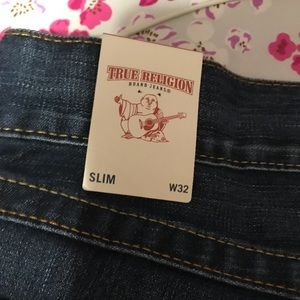 TRUE RELIGION
BRAND JEANS
SLIM W32